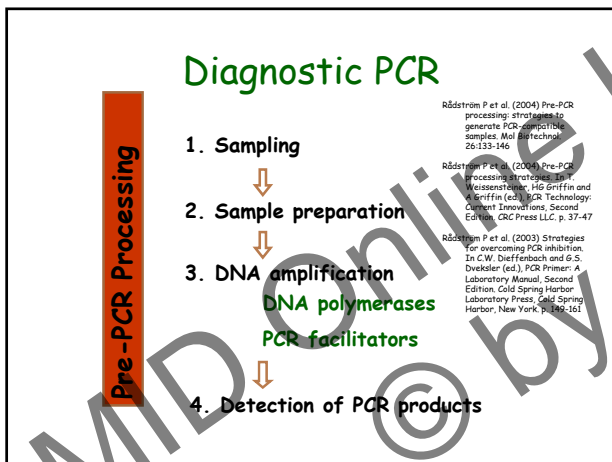 Diagnostic PCR
Pre-PCR Processing
1. Sampling
2. Sample preparation
3. DNA amplification
DNA polymerases
PCR facilitators
4. Detection of PCR products
Rådström P et al. (2004) Pre-PCR
processing: strategies to
generate PCR-compatible
samples. Mol Biotechnol.
26:133-146
Rådström P et al. (2004) Pre-PCR
processing strategies. In T.
Weissensteiner, HG Griffin and
A Griffin (ed.), PCR Technology:
Current Innovations, Second
Edition. CRC Press LLC. p. 37-47
Rådström P et al. (2003) Strategies
for overcoming PCR inhibition.
In C.W. Dieffenbach and G.S.
Dveksler (ed.), PCR Primer: A
Laboratory Manual, Second
Edition. Cold Spring Harbor
Laboratory Press, Cold Spring
Harbor, New York. p. 149-161
MID Online
© by